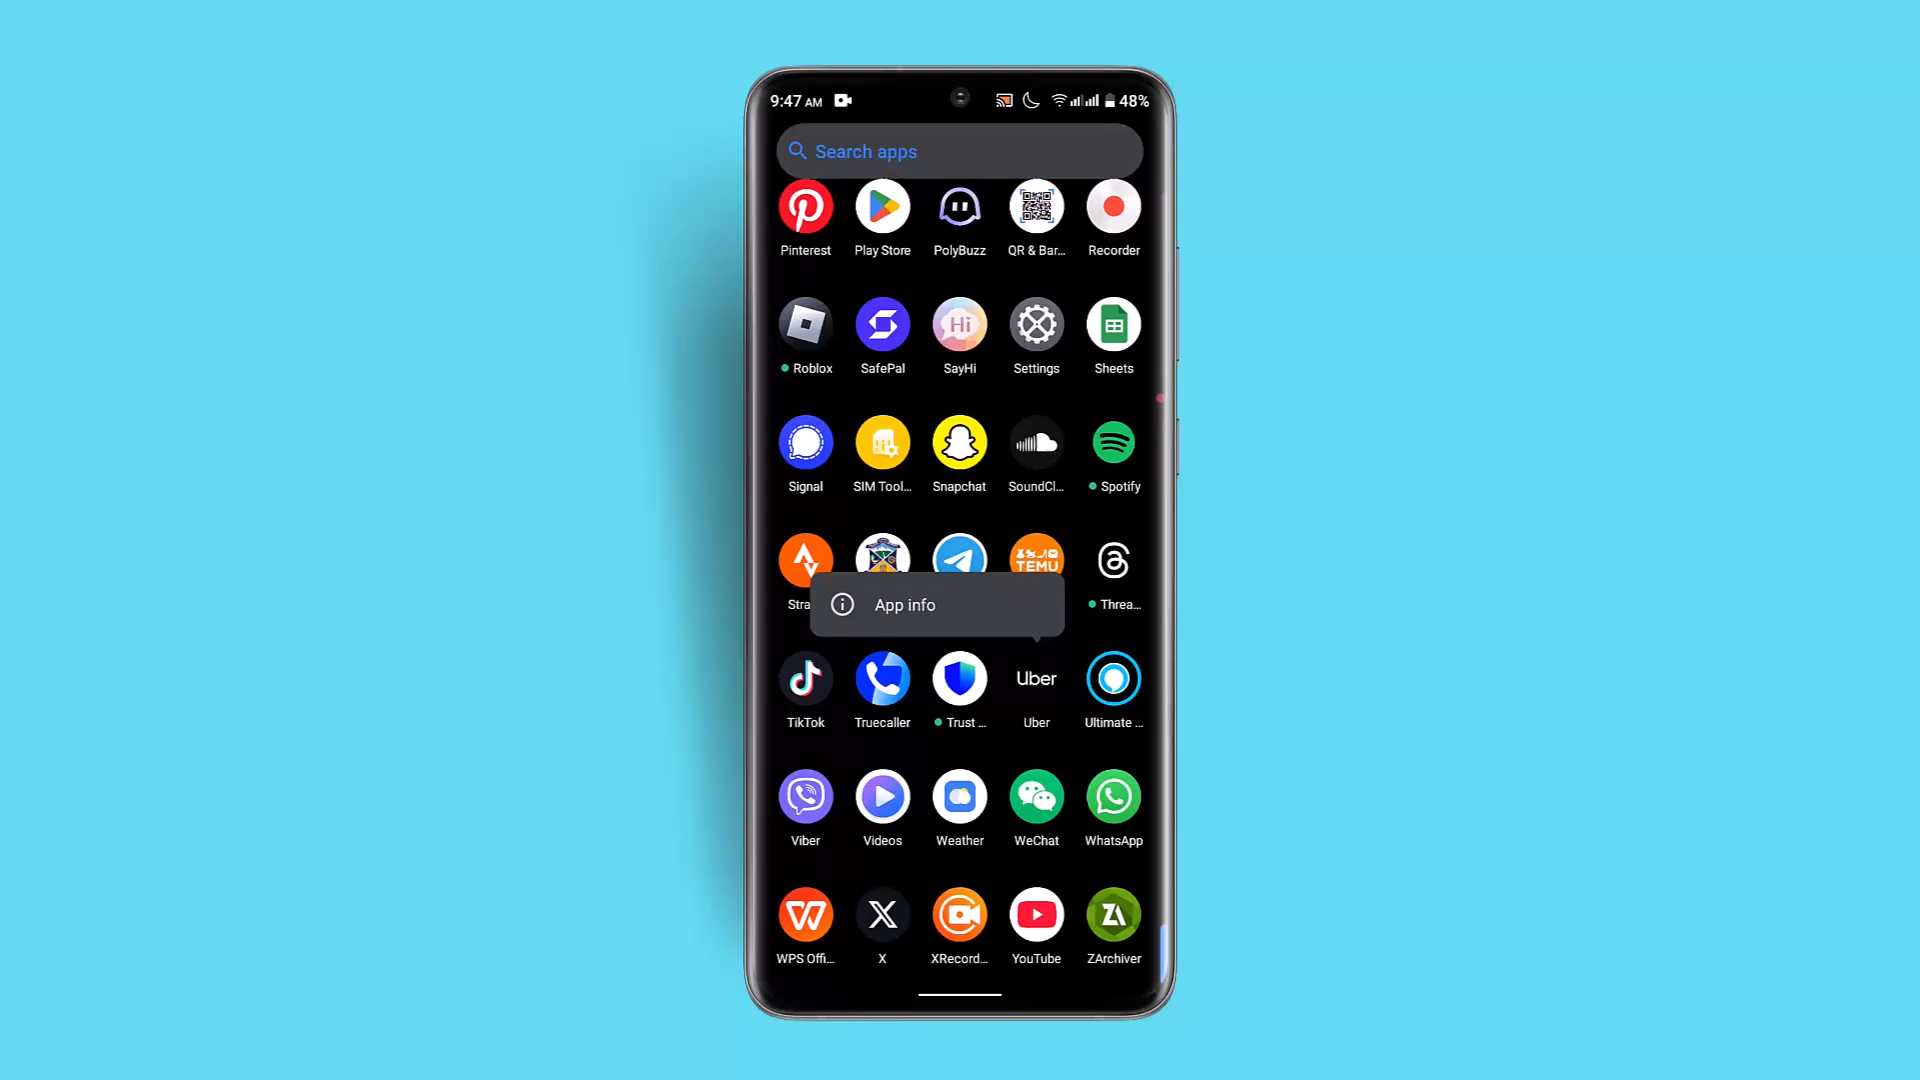 9:47 AM 48%
Search apps
Pinterest Play Store PolyBuzz QR & Bar... Recorder
Hi
Roblox SafePal SayHi Settings Sheets
Signal SIM Tool... Snapchat SoundCl... Spotify
TEMU
Stra Threa...
App info
Uber
TikTok Truecaller Trust ... Uber Ultimate ...
Viber Videos Weather WeChat WhatsApp
WPS Offi... X XRecord... YouTube ZArchiver